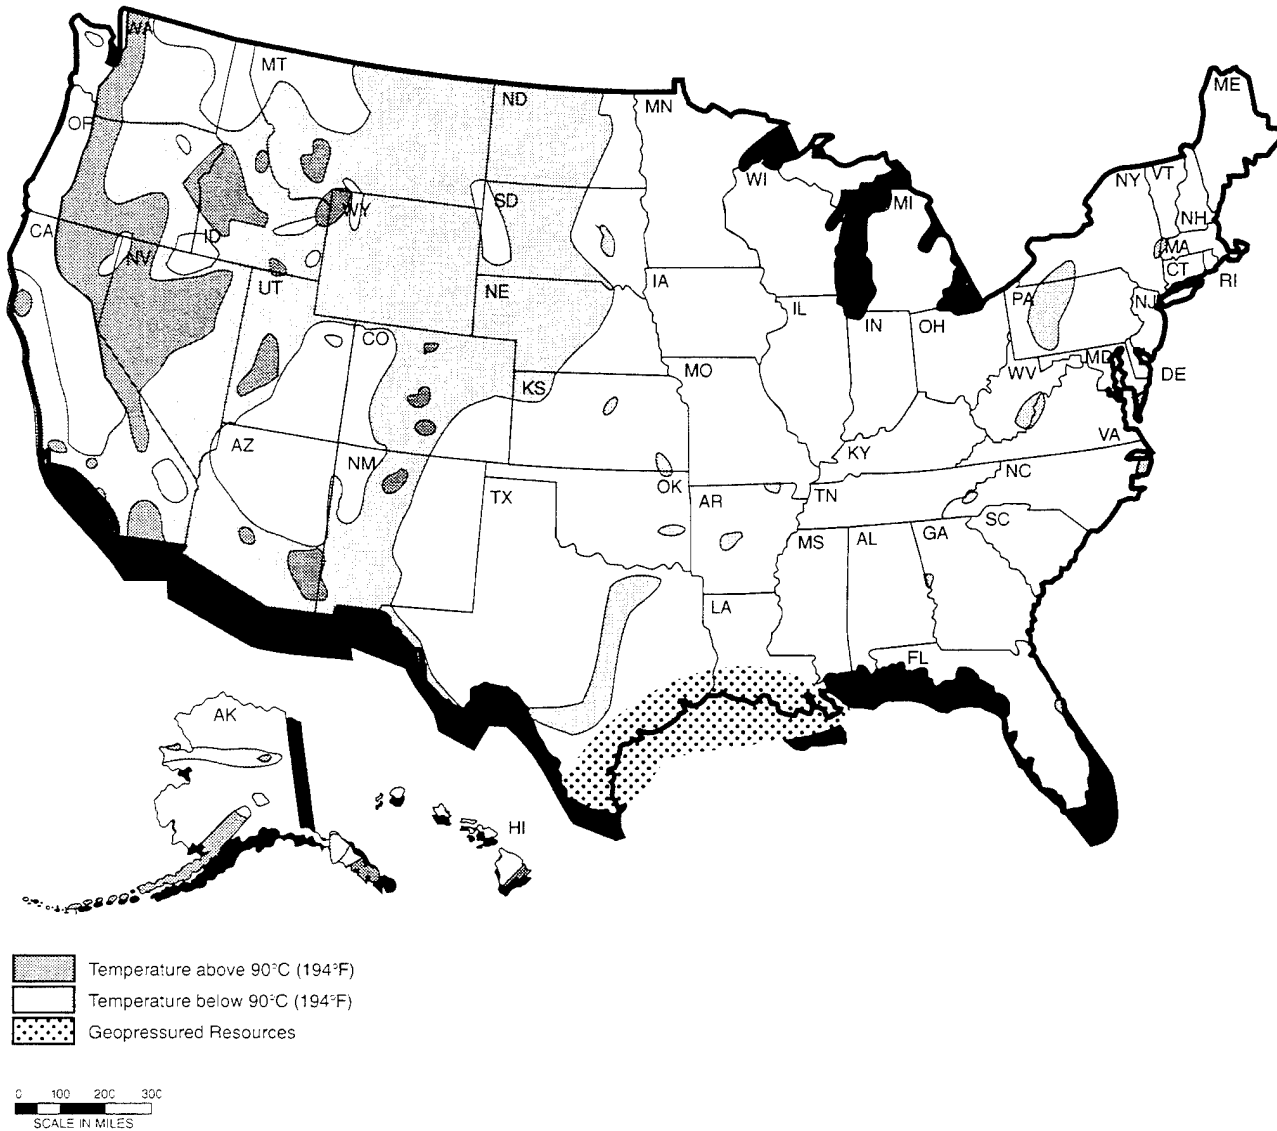 WA
MT
ND
MN
ME
OR
WI
NY
VT
SD
MI
WY
ID
CA
NH
NV
MA
CT
UT
IA
NE
RI
PA
NJ
IL
IN
OH
CO
MD
MO
WV
DE
KS
VA
AZ
KY
NM
NC
OK
TX
AR
TN
SC
MS
AL
GA
LA
FL
AK
HI
Temperature above 90°C (194°F)
Temperature below 90°C (194°F)
Geopressured Resources
0 100 200 300
SCALE IN MILES